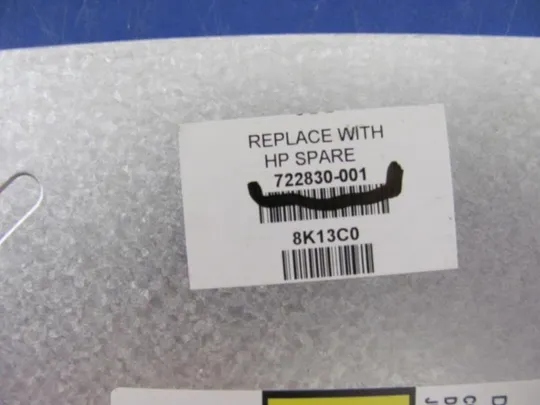 REPLACE WITH
HP SPARE
722830-001
8K13C0